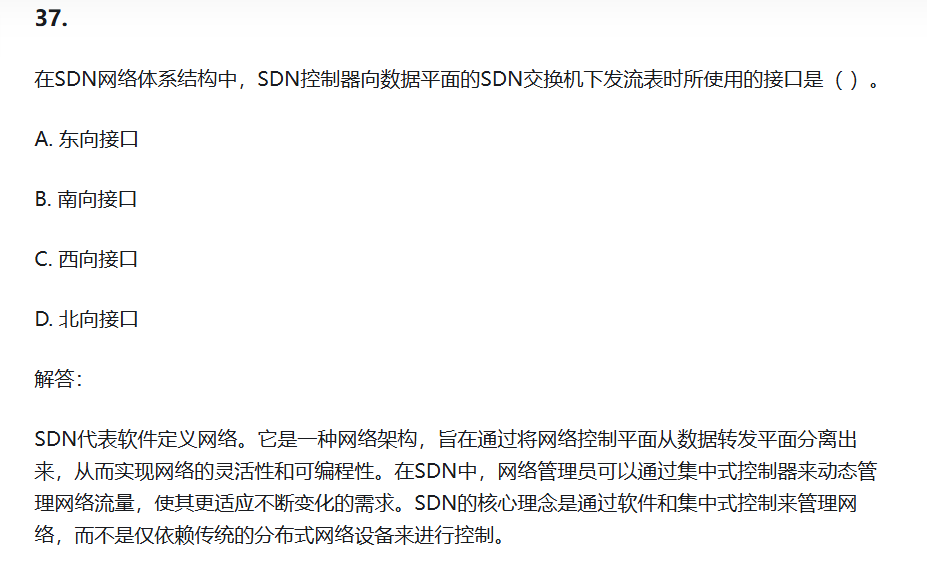 37.
在SDN网络体系结构中，SDN控制器向数据平面的SDN交换机下发流表时所使用的接口是（ ）。
A. 东向接口
B. 南向接口
C. 西向接口
D. 北向接口
解答：
SDN代表软件定义网络。它是一种网络架构，旨在通过将网络控制平面从数据转发平面分离出
来，从而实现网络的灵活性和可编程性。在SDN中，网络管理员可以通过集中式控制器来动态管
理网络流量，使其更适应不断变化的需求。SDN的核心理念是通过软件和集中式控制来管理网
络，而不是仅依赖传统的分布式网络设备来进行控制。